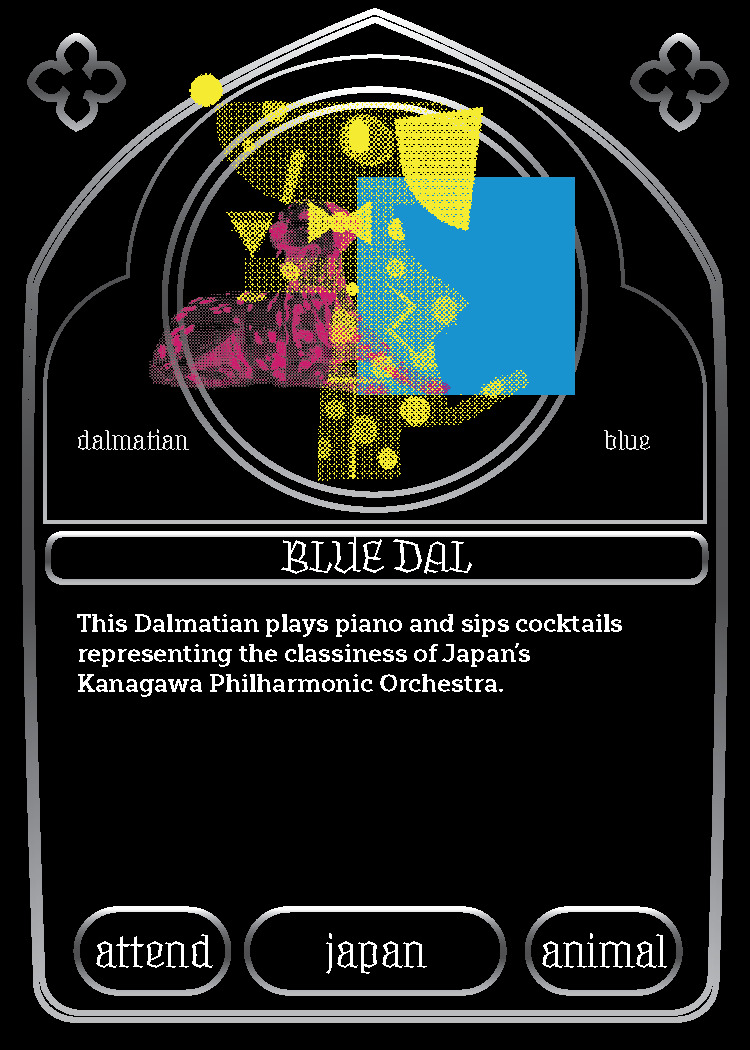 dalmatian
blue
BLUE DAL
This Dalmatian plays piano and sips cocktails
representing the classiness of Japan's
Kanagawa Philharmonic Orchestra.
attend
japan
animal